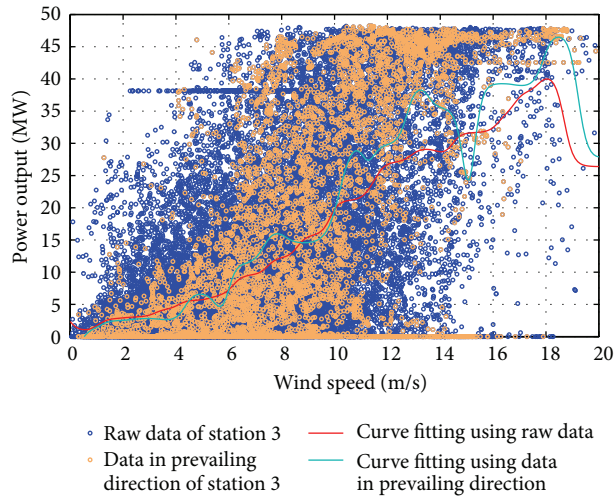 50
45
40
35
30
25
20
15
10
5
0
Power output (MW)
0 2 4 6 8 10 12 14 16 18 20
Wind speed (m/s)
Raw data of station 3
Data in prevailing
direction of station 3
Curve fitting using raw data
Curve fitting using data
in prevailing direction